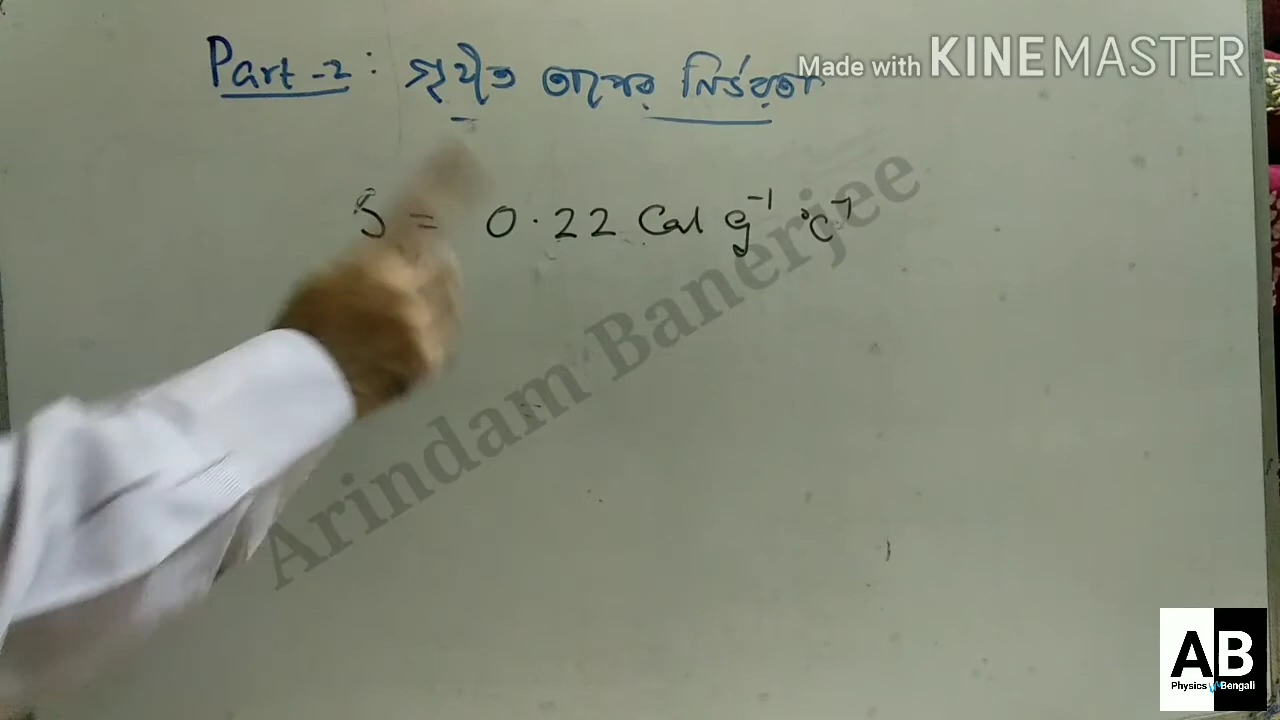 Part-2: গৃহীত তাপের নির্ভরতা
Made with KINEMASTER
S = 0.22 Cal g⁻¹ °C⁻¹
Arindam Banerjee
AB
Physics Bengali